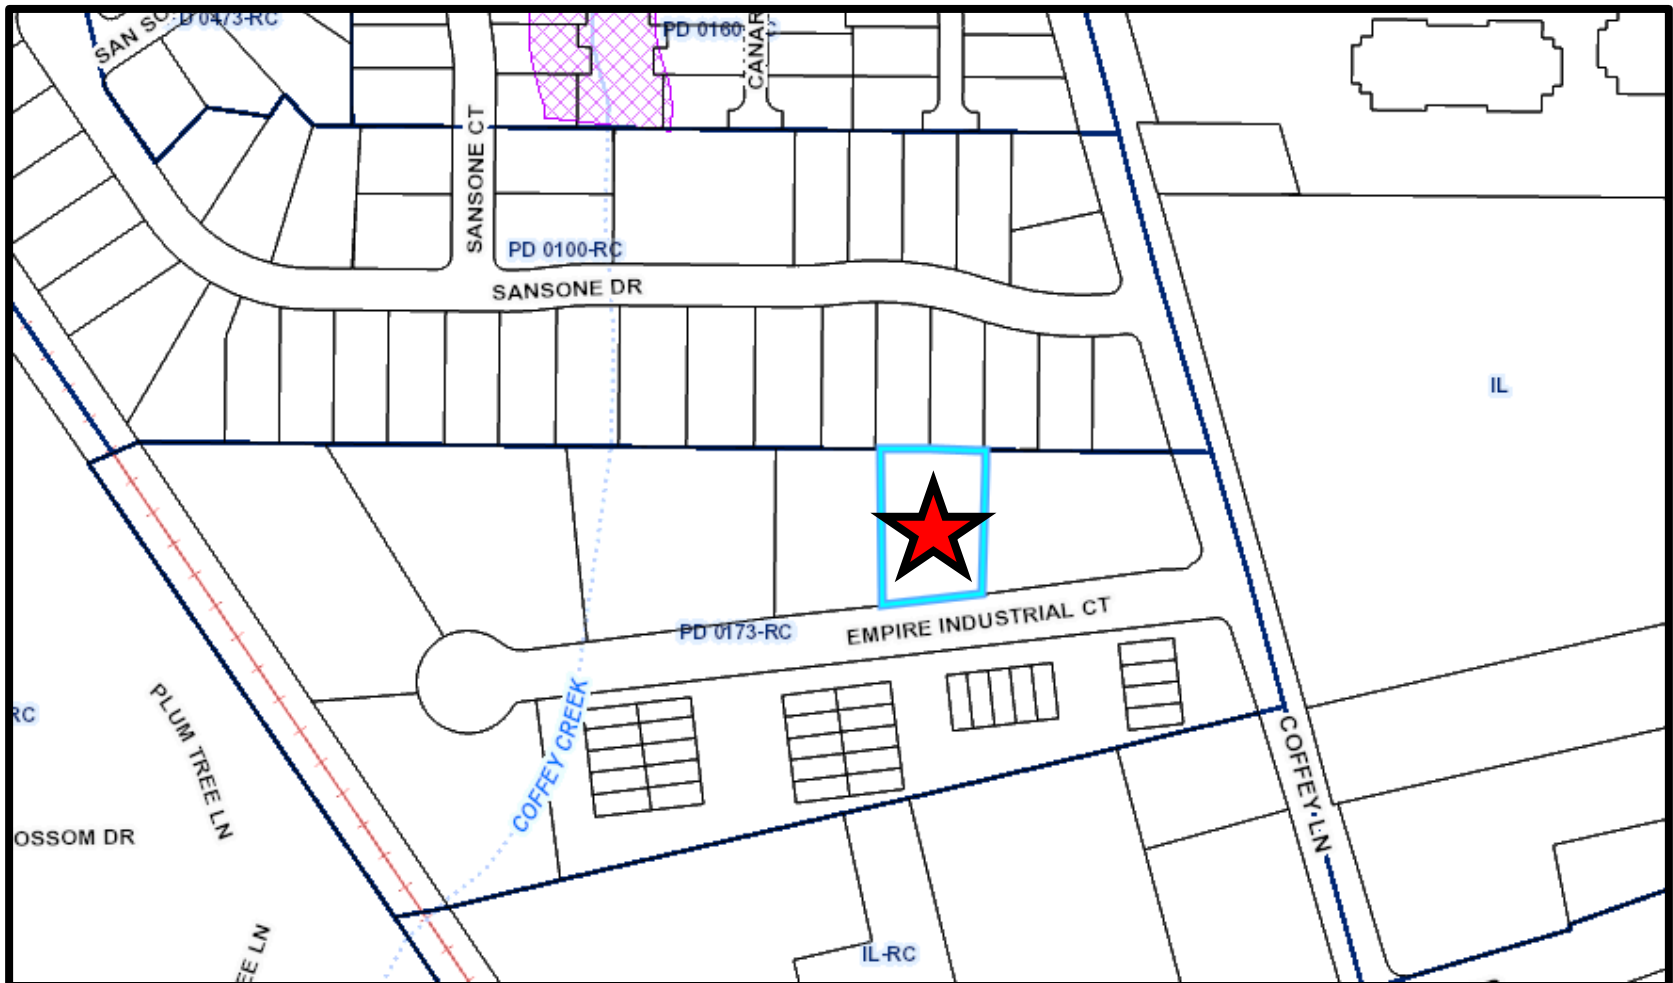 D 0473-RC
SAN SO
PD 0160
CANAR
SANSONE CT
PD 0100-RC
SANSONE DR
IL
EMPIRE INDUSTRIAL CT
PD 0173-RC
RC
PLUM TREE LN
COFFEY CREEK
COFFEY LN
OSSOM DR
EE LN
IL-RC